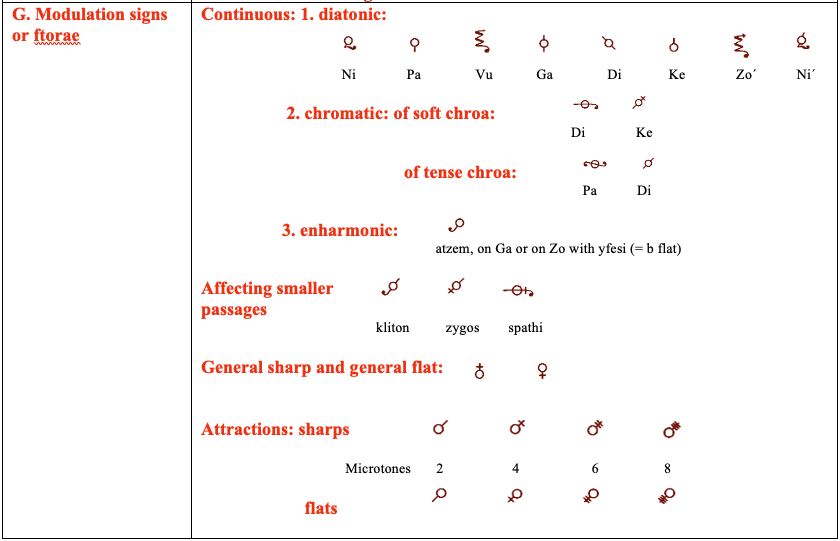 G. Modulation signs
or ftorae
Continuous: 1. diatonic:
Ni Pa Vu Ga Di Ke Zo´ Ni´
2. chromatic: of soft chroa:
Di Ke
of tense chroa:
Pa Di
3. enharmonic:
atzem, on Ga or on Zo with yfesi (= b flat)
Affecting smaller
passages
kliton zygos spathi
General sharp and general flat:
Attractions: sharps
Microtones 2 4 6 8
flats